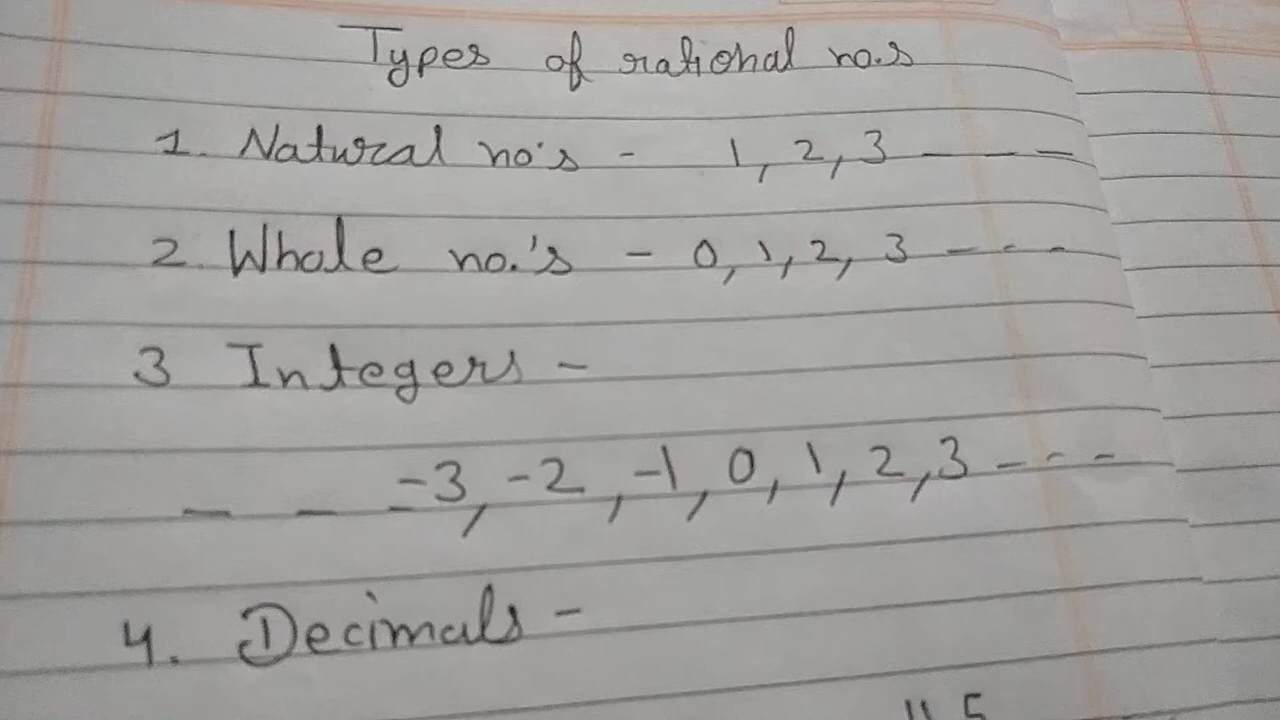 Types of rational no.s
1. Natural no's - 1, 2, 3 - - -
2. Whole no.'s - 0, 1, 2, 3 - - -
3 Integers -
- - - -3, -2, -1, 0, 1, 2, 3 - - -
4. Decimals -